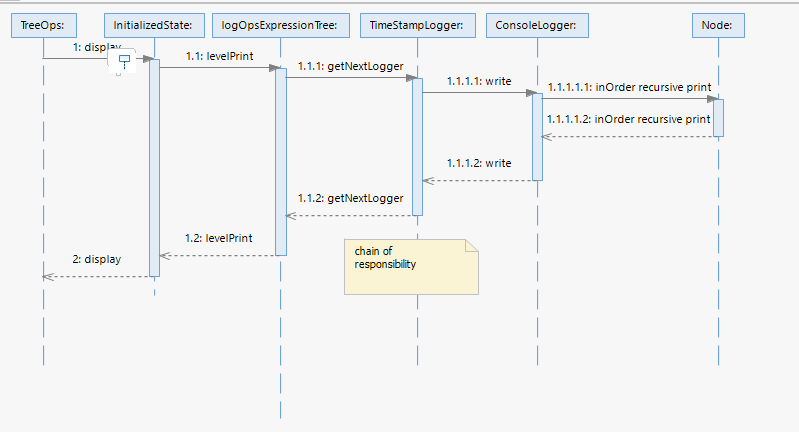 TreeOps:
InitializedState:
logOpsExpressionTree:
TimeStampLogger:
ConsoleLogger:
Node:
1: display
1.1: levelPrint
1.1.1: getNextLogger
1.1.1.1: write
1.1.1.1.1: inOrder recursive print
1.1.1.1.2: inOrder recursive print
1.1.1.2: write
1.1.2: getNextLogger
1.2: levelPrint
2: display
chain of
responsibility